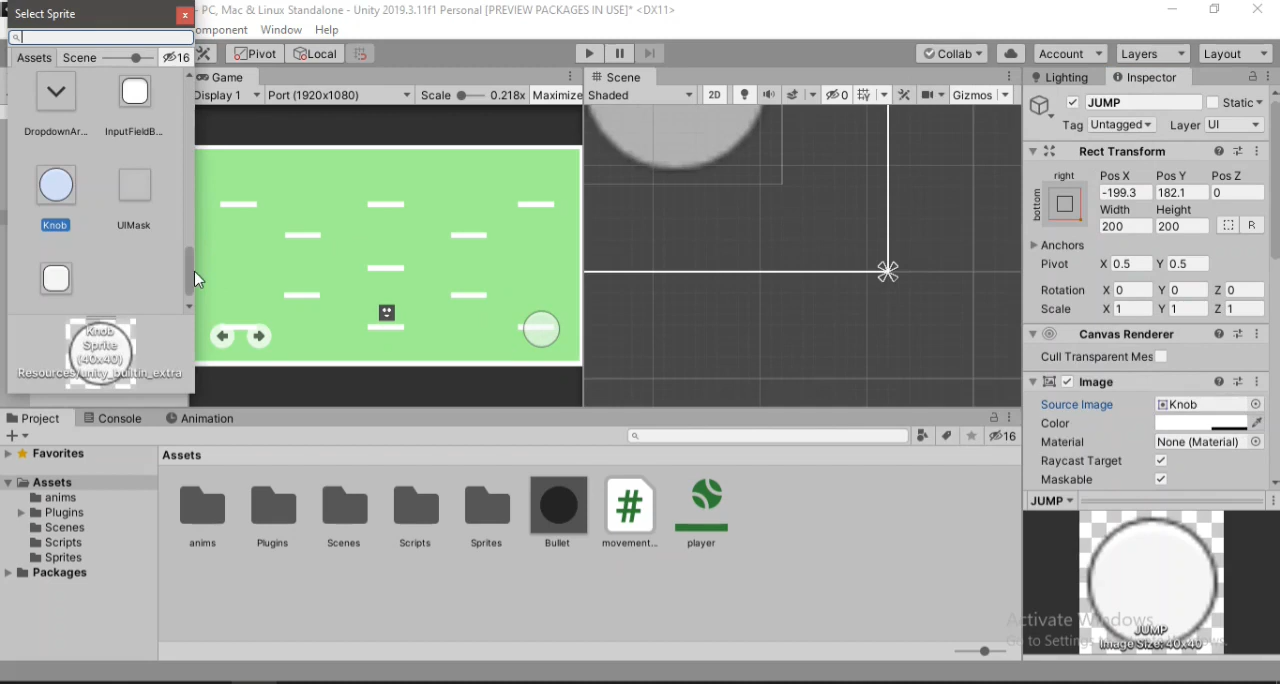 Select Sprite
- PC, Mac & Linux Standalone - Unity 2019.3.11f1 Personal [PREVIEW PACKAGES IN USE]* <DX11>
omponent Window Help
Assets Scene 16
Pivot Local
Collab Account Layers Layout
Game
Display 1 Port (1920x1080) Scale 0.218x Maximize
Scene
Shaded 2D 0 Gizmos
DropdownAr... InputFieldB...
Knob UIMask
Knob
Sprite
(40x40)
Resources/unity_builtin_extra
Lighting Inspector
JUMP Static
Tag Untagged Layer UI
Rect Transform
right Pos X Pos Y Pos Z
bottom -199.3 182.1 0
Width Height
200 200 R
Anchors
Pivot X 0.5 Y 0.5
Rotation X 0 Y 0 Z 0
Scale X 1 Y 1 Z 1
Canvas Renderer
Cull Transparent Mes
Image
Source Image Knob
Color
Material None (Material)
Raycast Target
Maskable
JUMP
JUMP
Image Size: 40x40
Activate Windows
Go to Settings
Project Console Animation
16
Favorites
Assets
anims
Plugins
Scenes
Scripts
Sprites
Packages
Assets
anims Plugins Scenes Scripts Sprites Bullet movement... player